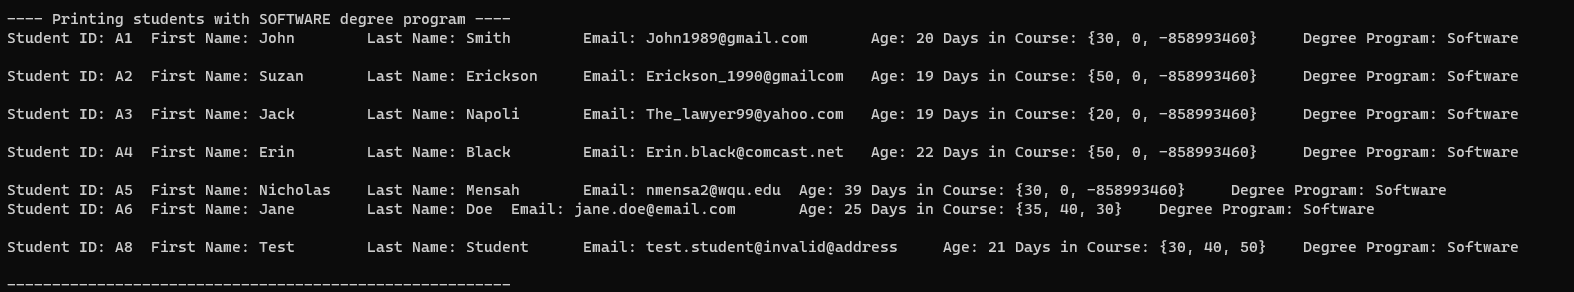 ---- Printing students with SOFTWARE degree program ----
Student ID: A1  First Name: John        Last Name: Smith        Email: John1989@gmail.com       Age: 20 Days in Course: {30, 0, -858993460}     Degree Program: Software
Student ID: A2  First Name: Suzan       Last Name: Erickson     Email: Erickson_1990@gmailcom   Age: 19 Days in Course: {50, 0, -858993460}     Degree Program: Software
Student ID: A3  First Name: Jack        Last Name: Napoli       Email: The_lawyer99@yahoo.com   Age: 19 Days in Course: {20, 0, -858993460}     Degree Program: Software
Student ID: A4  First Name: Erin        Last Name: Black        Email: Erin.black@comcast.net   Age: 22 Days in Course: {50, 0, -858993460}     Degree Program: Software
Student ID: A5  First Name: Nicholas    Last Name: Mensah       Email: nmensa2@wqu.edu  Age: 39 Days in Course: {30, 0, -858993460}     Degree Program: Software
Student ID: A6  First Name: Jane        Last Name: Doe  Email: jane.doe@email.com       Age: 25 Days in Course: {35, 40, 30}    Degree Program: Software
Student ID: A8  First Name: Test        Last Name: Student      Email: test.student@invalid@address     Age: 21 Days in Course: {30, 40, 50}    Degree Program: Software
--------------------------------------------------------